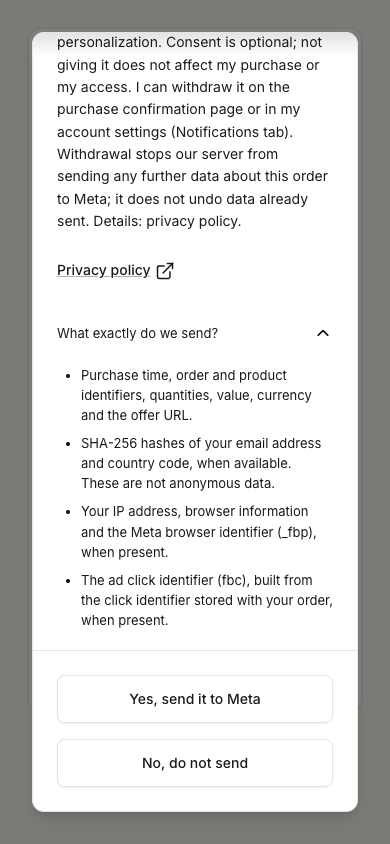 personalization. Consent is optional; not
giving it does not affect my purchase or
my access. I can withdraw it on the
purchase confirmation page or in my
account settings (Notifications tab).
Withdrawal stops our server from
sending any further data about this order
to Meta; it does not undo data already
sent. Details: privacy policy.
Privacy policy
What exactly do we send?
• Purchase time, order and product
identifiers, quantities, value, currency
and the offer URL.
• SHA-256 hashes of your email address
and country code, when available.
These are not anonymous data.
• Your IP address, browser information
and the Meta browser identifier (_fbp),
when present.
• The ad click identifier (fbc), built from
the click identifier stored with your order,
when present.
Yes, send it to Meta
No, do not send